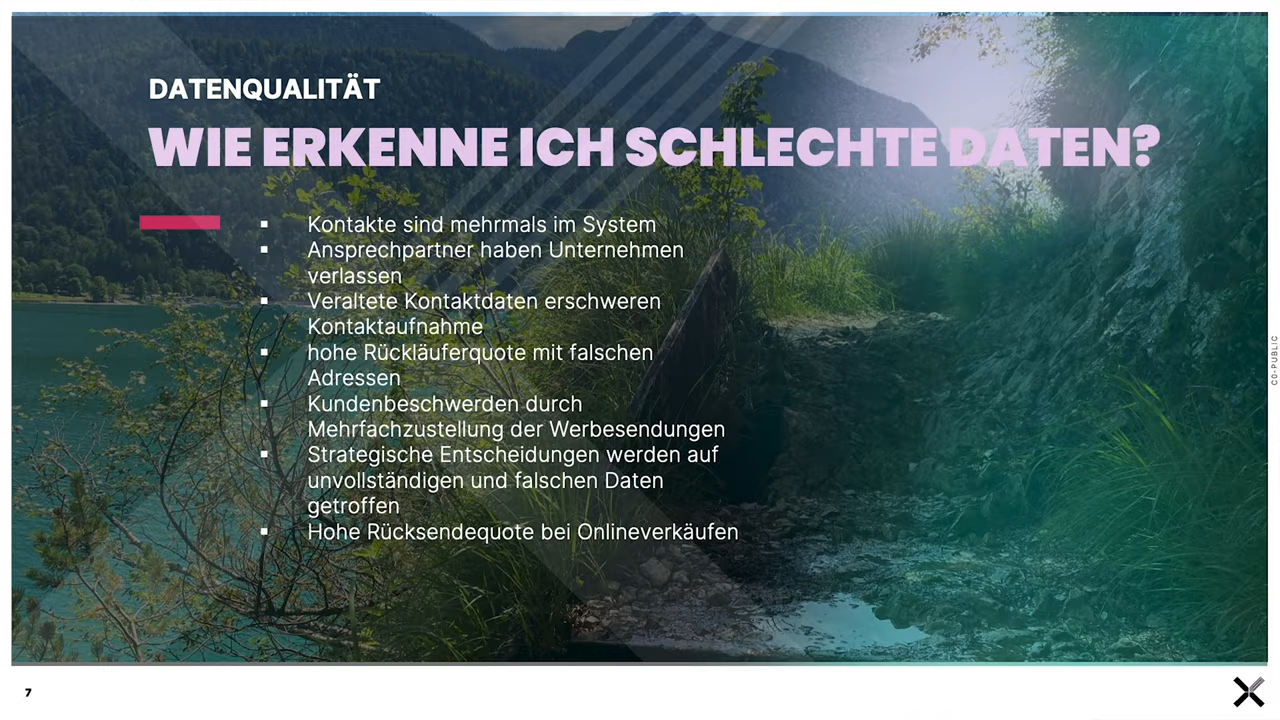 DATENQUALITÄT
WIE ERKENNE ICH SCHLECHTE DATEN?
▪ Kontakte sind mehrmals im System
▪ Ansprechpartner haben Unternehmen
verlassen
▪ Veraltete Kontaktdaten erschweren
Kontaktaufnahme
▪ hohe Rückläuferquote mit falschen
Adressen
▪ Kundenbeschwerden durch
Mehrfachzustellung der Werbesendungen
▪ Strategische Entscheidungen werden auf
unvollständigen und falschen Daten
getroffen
▪ Hohe Rücksendequote bei Onlineverkäufen
C0-PUBLIC
7